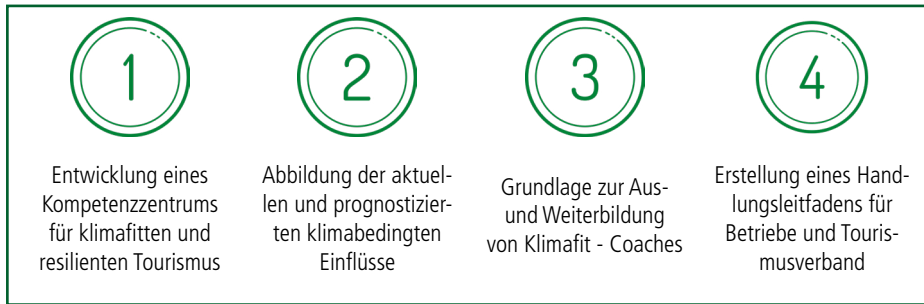 1
Entwicklung eines
Kompetenzzentrums
für klimafitten und
resilienten Tourismus
2
Abbildung der aktuel-
len und prognostizier-
ten klimabedingten
Einflüsse
3
Grundlage zur Aus-
und Weiterbildung
von Klimafit - Coaches
4
Erstellung eines Hand-
lungsleitfadens für
Betriebe und Touris-
musverband